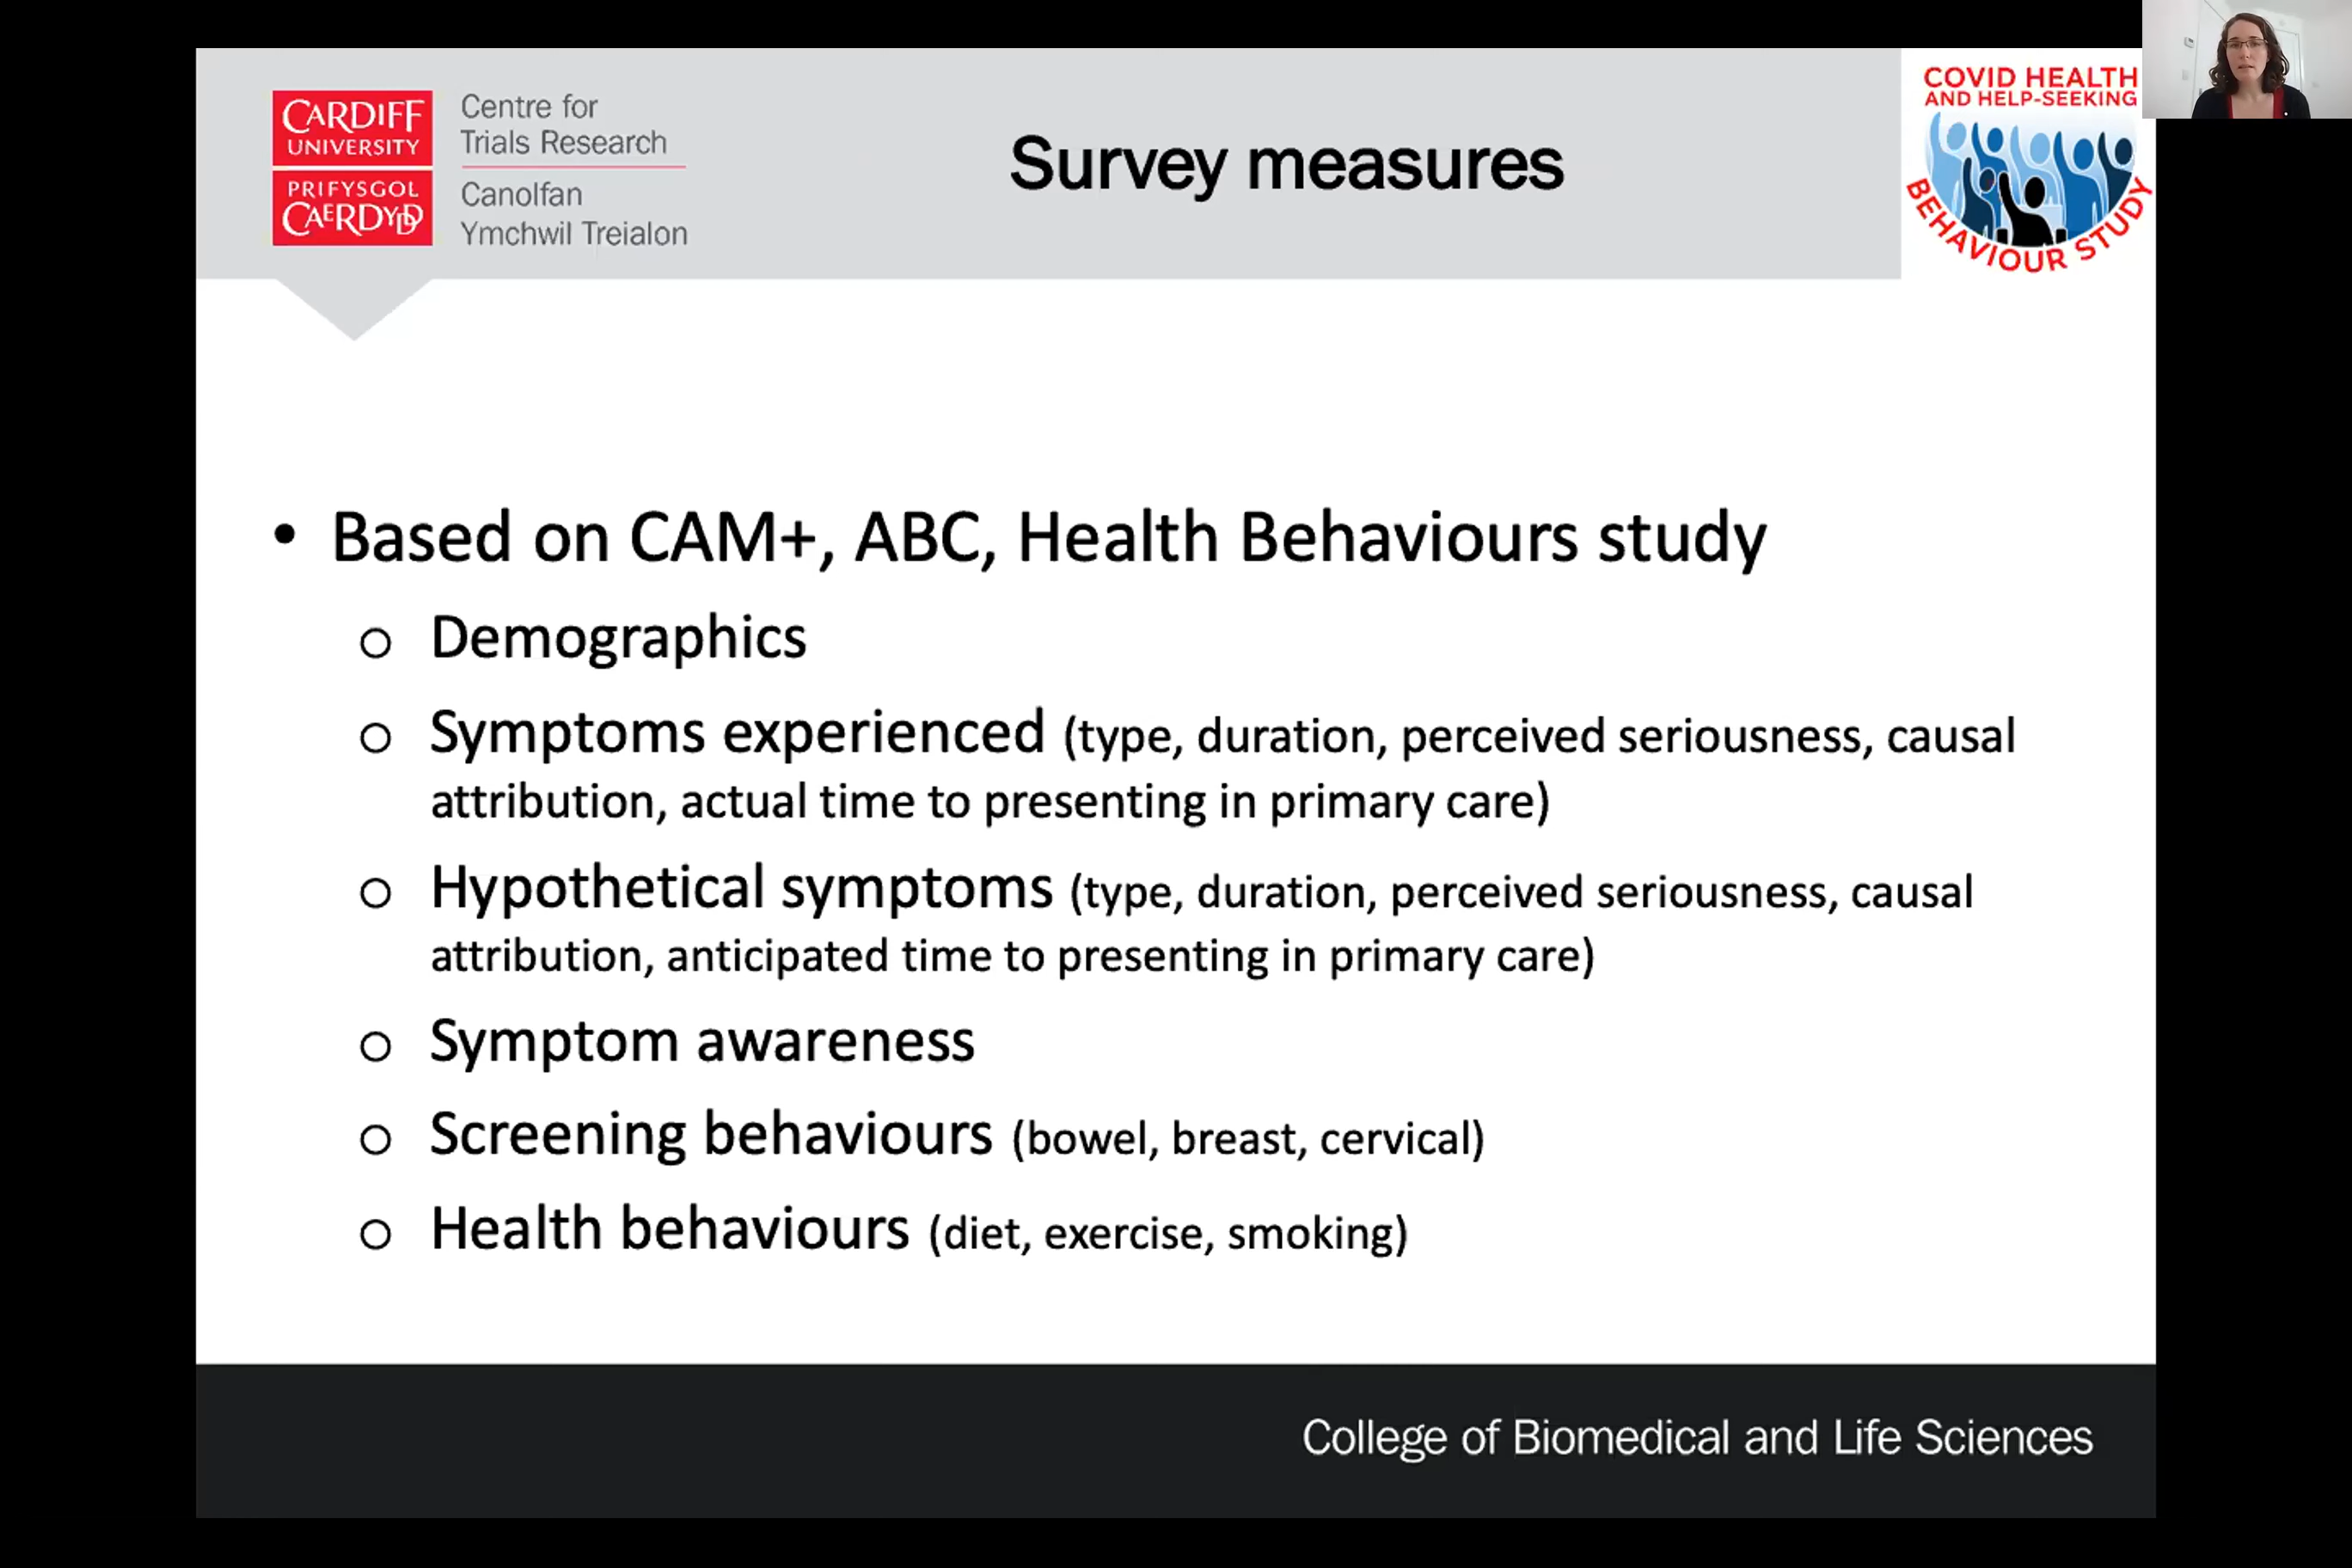 CARDIFF
UNIVERSITY
PRIFYSGOL
CAERDYDD
Centre for
Trials Research
Canolfan
Ymchwil Treialon
Survey measures
COVID HEALTH
AND HELP-SEEKING
BEHAVIOUR STUDY
• Based on CAM+, ABC, Health Behaviours study
o Demographics
o Symptoms experienced (type, duration, perceived seriousness, causal
attribution, actual time to presenting in primary care)
o Hypothetical symptoms (type, duration, perceived seriousness, causal
attribution, anticipated time to presenting in primary care)
o Symptom awareness
o Screening behaviours (bowel, breast, cervical)
o Health behaviours (diet, exercise, smoking)
College of Biomedical and Life Sciences